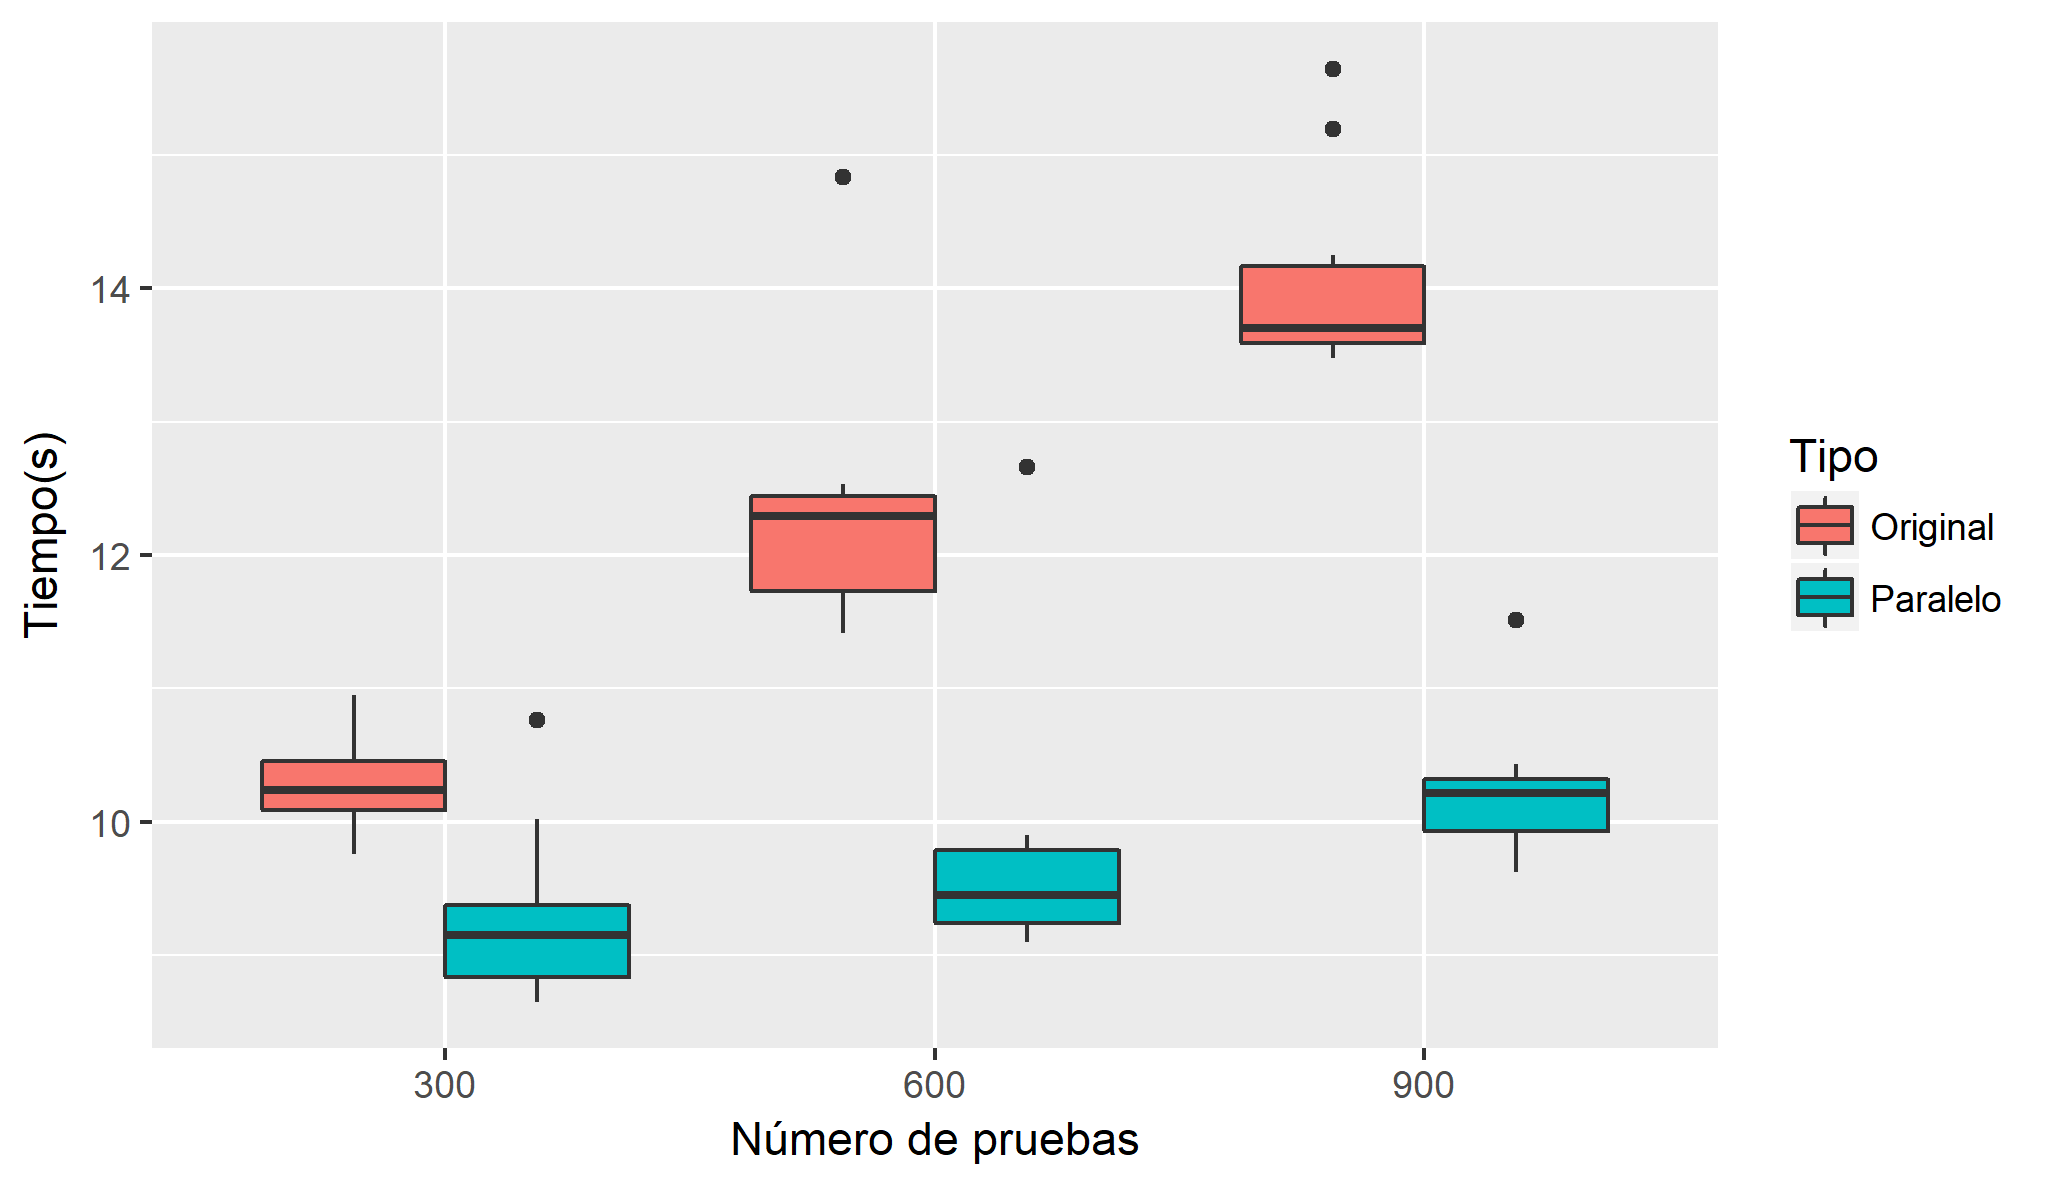 Tiempo(s)
14
12
10
300 600 900
Número de pruebas
Tipo
Original
Paralelo